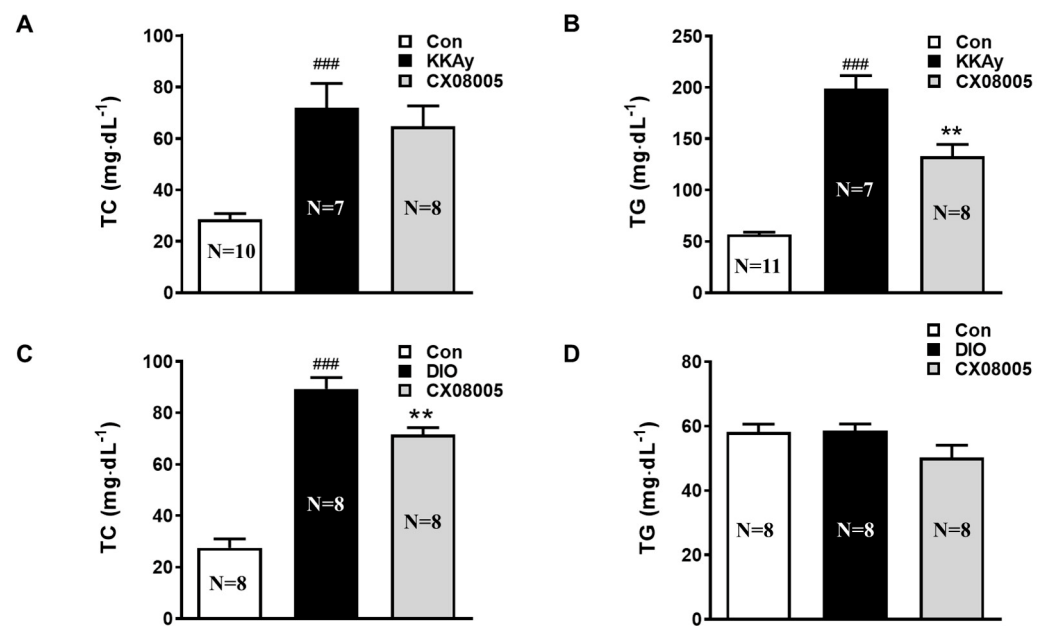 A
TC (mg·dL⁻¹)
100
80
60
40
20
0
###
Con
KKAy
CX08005
N=10
N=7
N=8
B
TG (mg·dL⁻¹)
250
200
150
100
50
0
###
**
Con
KKAy
CX08005
N=11
N=7
N=8
C
TC (mg·dL⁻¹)
100
80
60
40
20
0
###
**
Con
DIO
CX08005
N=8
N=8
N=8
D
TG (mg·dL⁻¹)
80
60
40
20
0
Con
DIO
CX08005
N=8
N=8
N=8